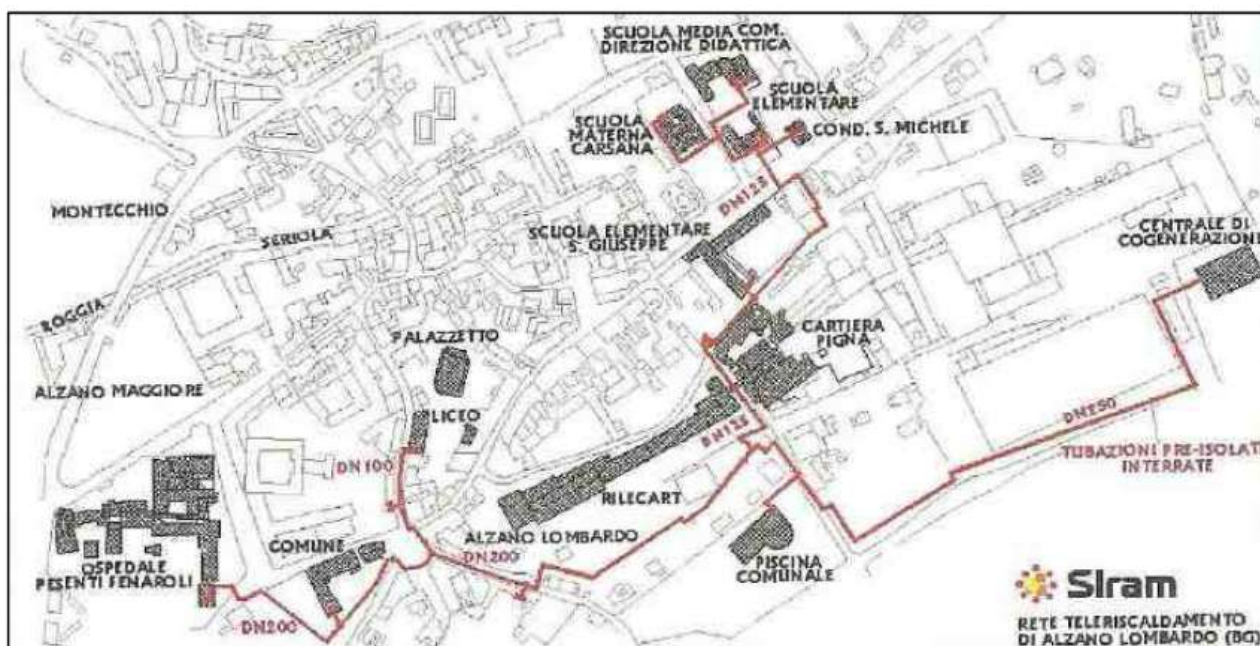 SCUOLA MEDIA COM.
DIREZIONE DIDATTICA
SCUOLA
ELEMENTARE
SCUOLA
MATERNA
CARSANA
COND. S. MICHELE
DN125
MONTECCHIO
SERIOLA
SCUOLA ELEMENTARE
S. GIUSEPPE
CENTRALE DI
COGENERAZIONE
ROGGIA
PALAZZETTO
CARTIERA
PIGNA
ALZANO MAGGIORE
LICEO
DN125
DN250
DN100
TUBAZIONI PRE-ISOLAT
INTERRATE
RILECART
COMUNE
ALZANO LOMBARDO
DN200
OSPEDALE
PESENTI FENAROLI
PISCINA
COMUNALE
DN200
Siram
RETE TELERISCALDAMENTO
DI ALZANO LOMBARDO (BG)